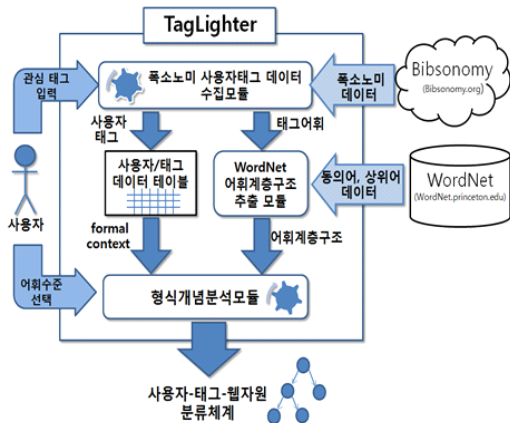 TagLighter
관심 태그
입력
폭소노미 사용자태그 데이터
수집모듈
폭소노미
데이터
Bibsonomy
(Bibsonomy.org)
사용자
태그
태그어휘
사용자/태그
데이터 테이블
WordNet
어휘계층구조
추출 모듈
동의어, 상위어
데이터
WordNet
(WordNet.princeton.edu)
사용자
formal
context
어휘계층구조
어휘수준
선택
형식개념분석모듈
사용자-태그-웹자원
분류체계